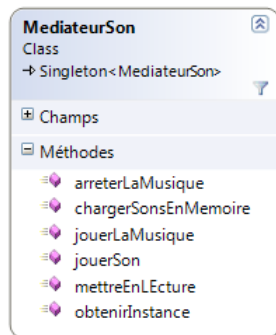 MediateurSon
Class
Singleton<MediateurSon>
Champs
Méthodes
arreterLaMusique
chargerSonsEnMemoire
jouerLaMusique
jouerSon
mettreEnLEcture
obtenirInstance